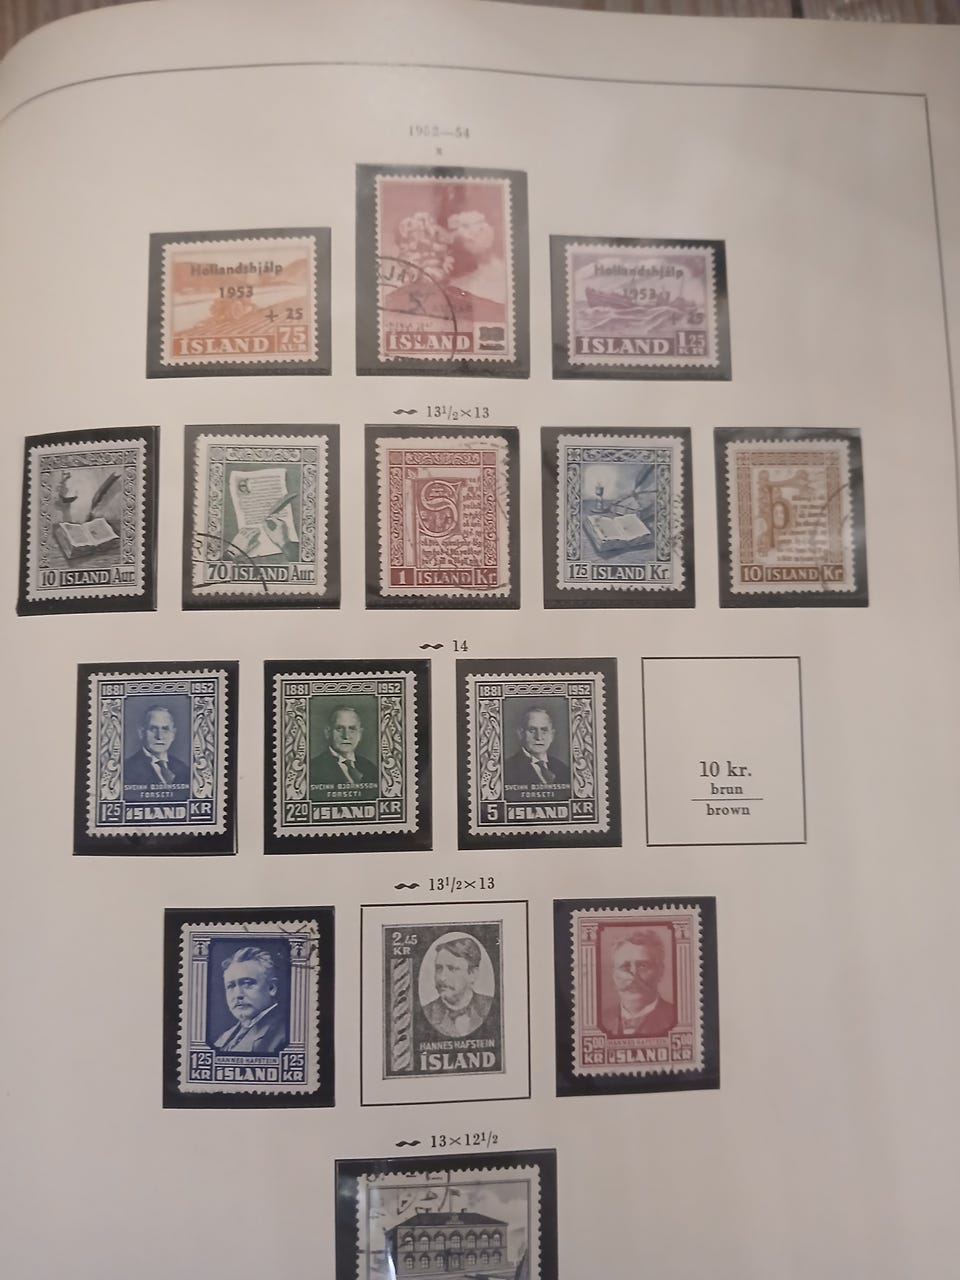 1952—54
Hollandshjálp
1953
+ 25
75
AUR
ÍSLAND
ÍSLAND
Hollandshjálp
1953
+ 25
1.25
KR
ÍSLAND
13½×13
10 ÍSLAND Aur.
70 ÍSLAND Aur.
1 ÍSLAND Kr.
175 ÍSLAND Kr.
10 ÍSLAND Kr.
14
1881 1952
SVEINN BJÖRNSSON
FORSETI
1.25 ÍSLAND KR
1881 1952
SVEINN BJÖRNSSON
FORSETI
2.20 ÍSLAND KR
1881 1952
SVEINN BJÖRNSSON
FORSETI
5 ÍSLAND KR
10 kr.
brun
brown
13½×13
1.25 KR HANNES HAFSTEIN 1.25 KR
ÍSLAND
2.45
KR
HANNES HAFSTEIN
ÍSLAND
5.00 KR HANNES HAFSTEIN 5.00 KR
ÍSLAND
13×12½